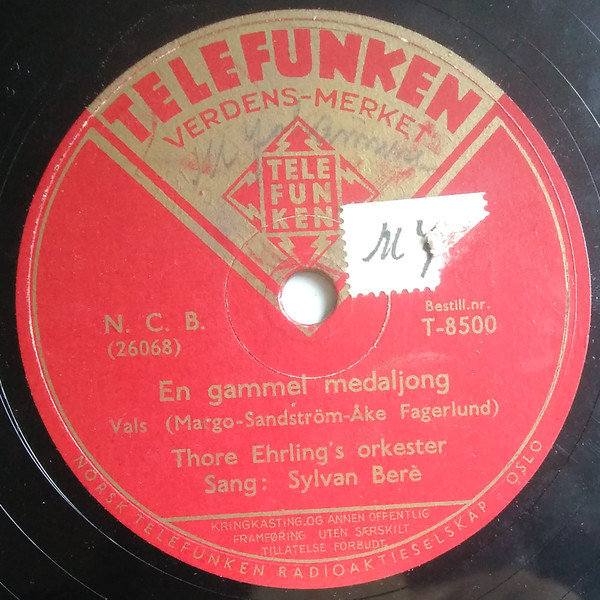 TELEFUNKEN
VERDENS-MERKET
TELE
FUN
KEN
N. C. B.
(26068)
Bestill.nr.
T-8500
En gammel medaljong
Vals (Margo-Sandström-Åke Fagerlund)
Thore Ehrling's orkester
Sang: Sylvan Berè
KRINGKASTING, OG ANNEN OFFENTLIG
FRAMFØRING UTEN SÆRSKILT
TILLATELSE FORBUDT
NORSK TELEFUNKEN RADIOAKTIESELSKAP · OSLO